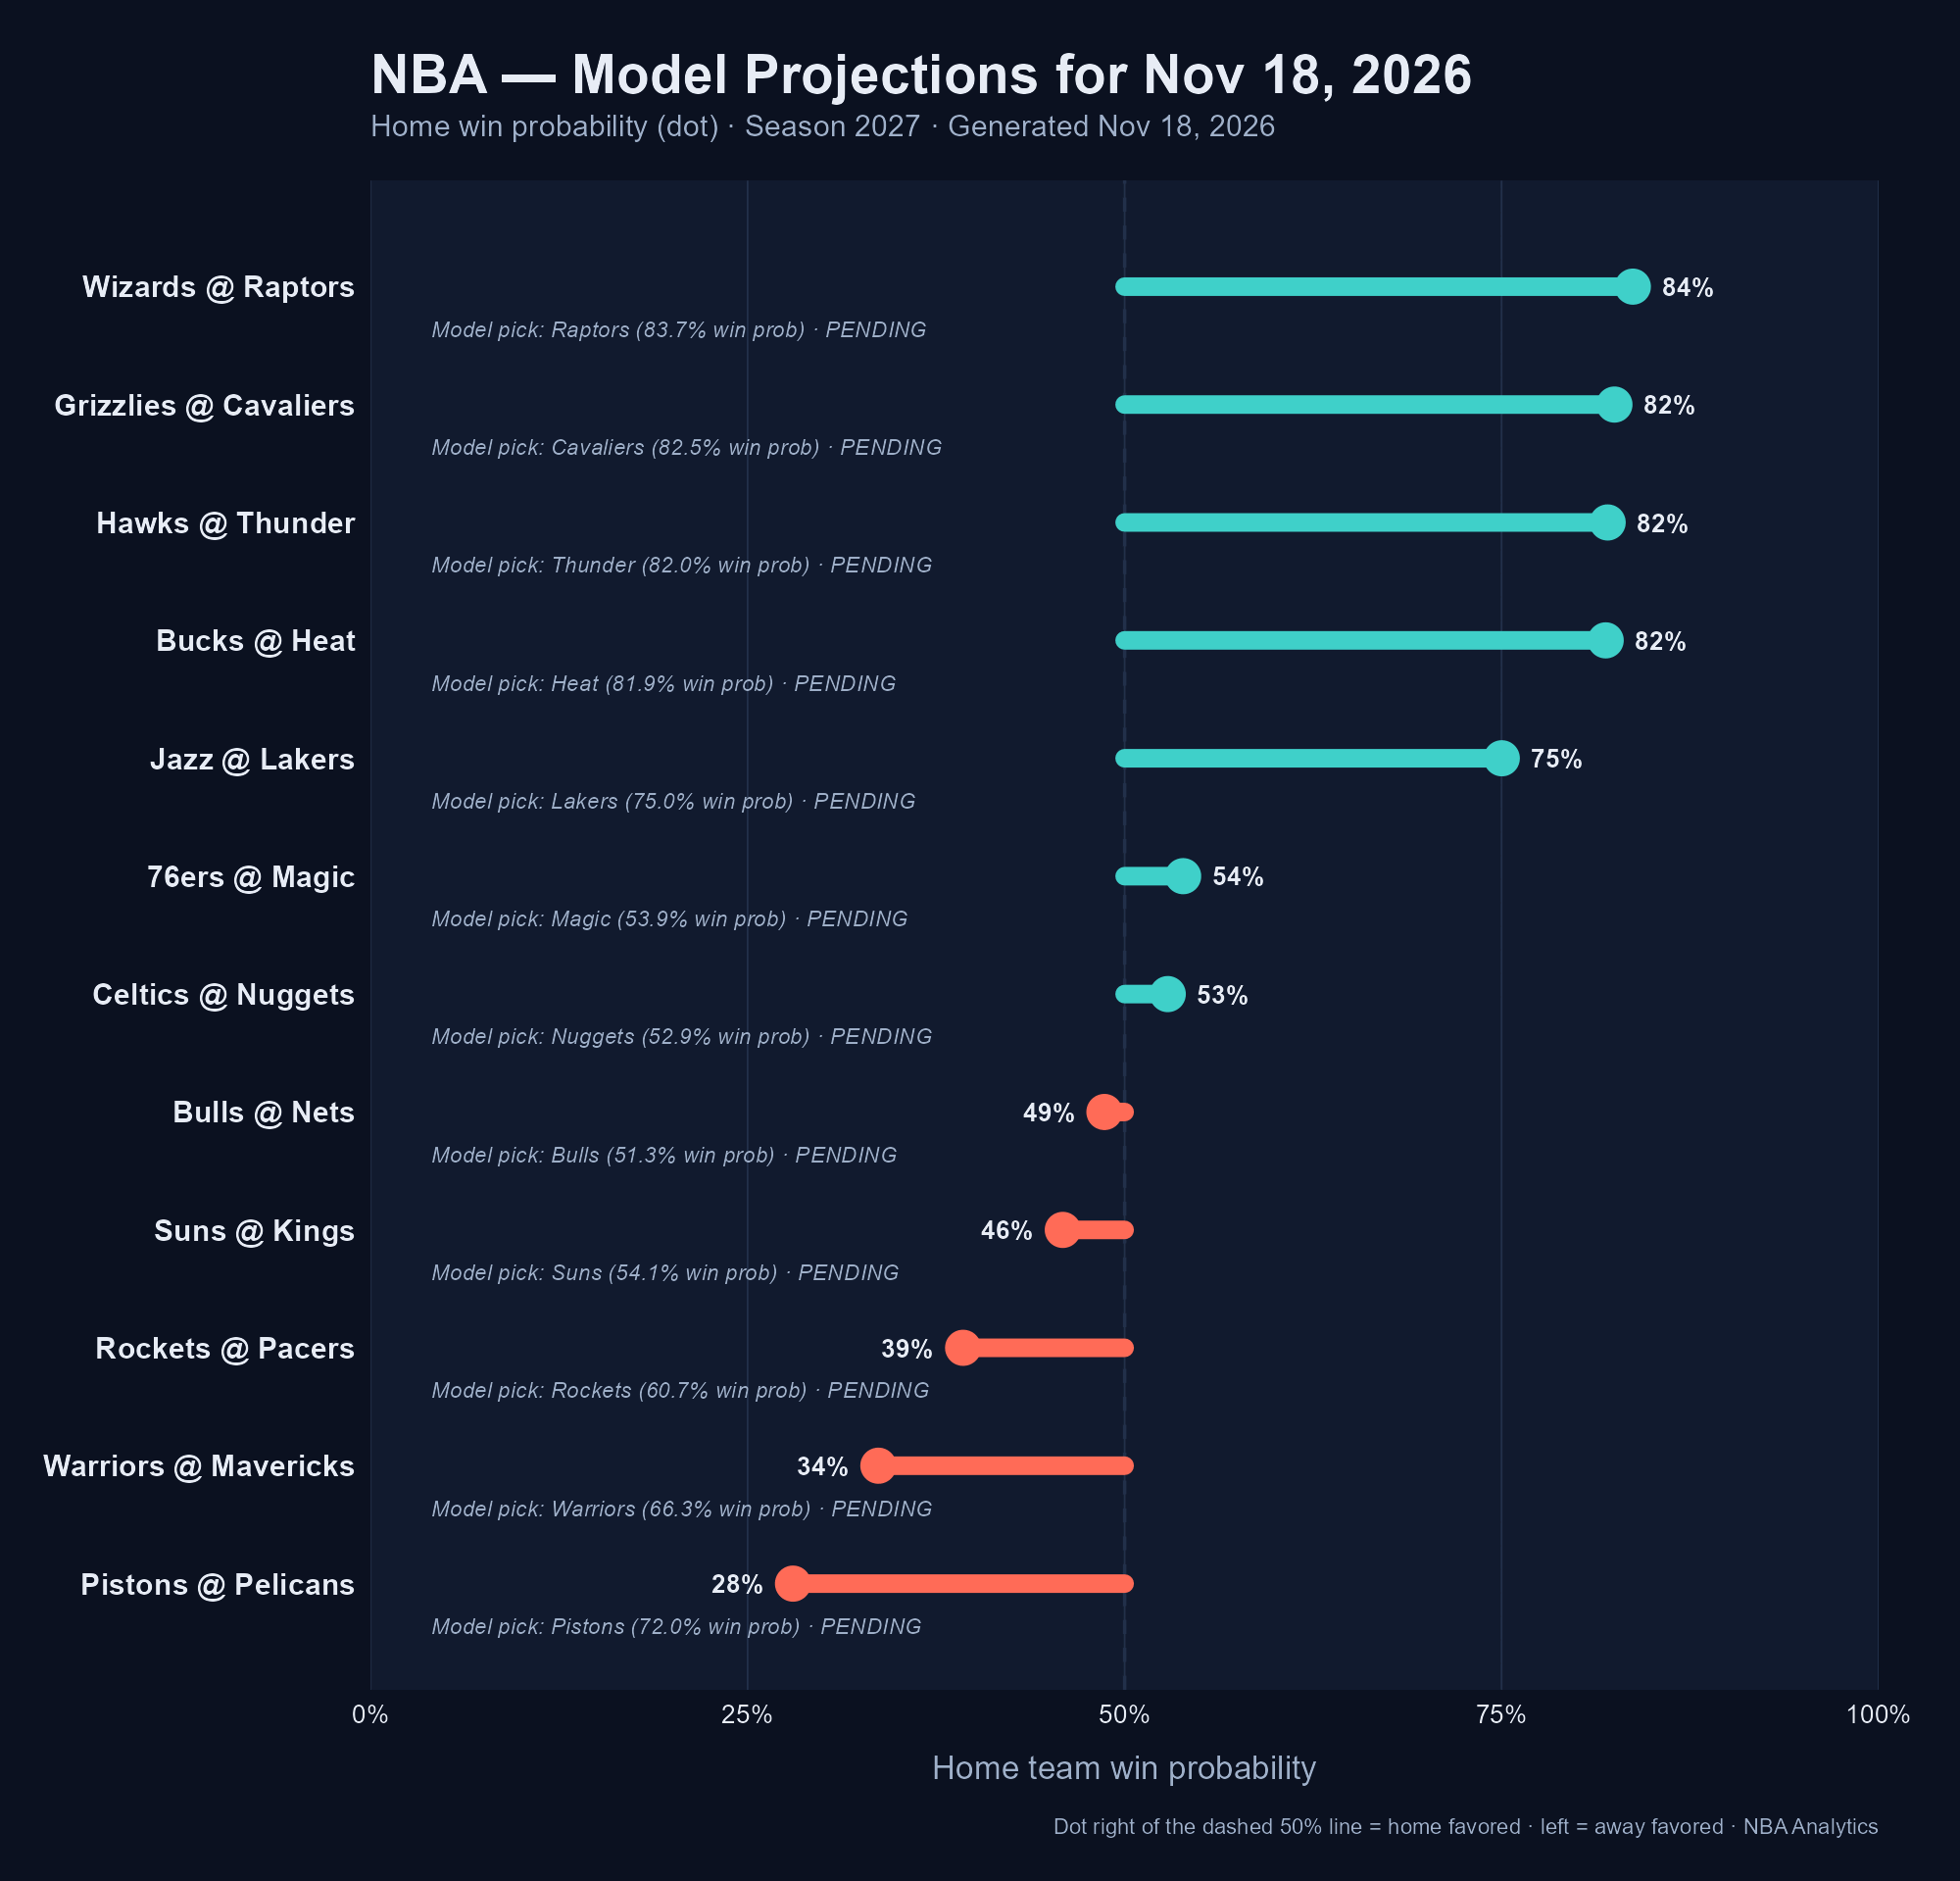 NBA — Model Projections for Nov 18, 2026
Home win probability (dot) · Season 2027 · Generated Nov 18, 2026
Wizards @ Raptors
84%
Model pick: Raptors (83.7% win prob) · PENDING
Grizzlies @ Cavaliers
82%
Model pick: Cavaliers (82.5% win prob) · PENDING
Hawks @ Thunder
82%
Model pick: Thunder (82.0% win prob) · PENDING
Bucks @ Heat
82%
Model pick: Heat (81.9% win prob) · PENDING
Jazz @ Lakers
75%
Model pick: Lakers (75.0% win prob) · PENDING
76ers @ Magic
54%
Model pick: Magic (53.9% win prob) · PENDING
Celtics @ Nuggets
53%
Model pick: Nuggets (52.9% win prob) · PENDING
Bulls @ Nets
49%
Model pick: Bulls (51.3% win prob) · PENDING
Suns @ Kings
46%
Model pick: Suns (54.1% win prob) · PENDING
Rockets @ Pacers
39%
Model pick: Rockets (60.7% win prob) · PENDING
Warriors @ Mavericks
34%
Model pick: Warriors (66.3% win prob) · PENDING
Pistons @ Pelicans
28%
Model pick: Pistons (72.0% win prob) · PENDING
0% 25% 50% 75% 100%
Home team win probability
Dot right of the dashed 50% line = home favored · left = away favored · NBA Analytics